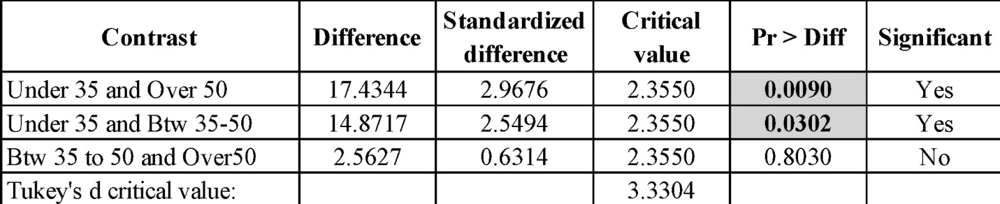 Contrast Difference Standardized difference Critical value Pr > Diff Significant
Under 35 and Over 50 17.4344 2.9676 2.3550 0.0090 Yes
Under 35 and Btw 35-50 14.8717 2.5494 2.3550 0.0302 Yes
Btw 35 to 50 and Over50 2.5627 0.6314 2.3550 0.8030 No
Tukey's d critical value: 3.3304